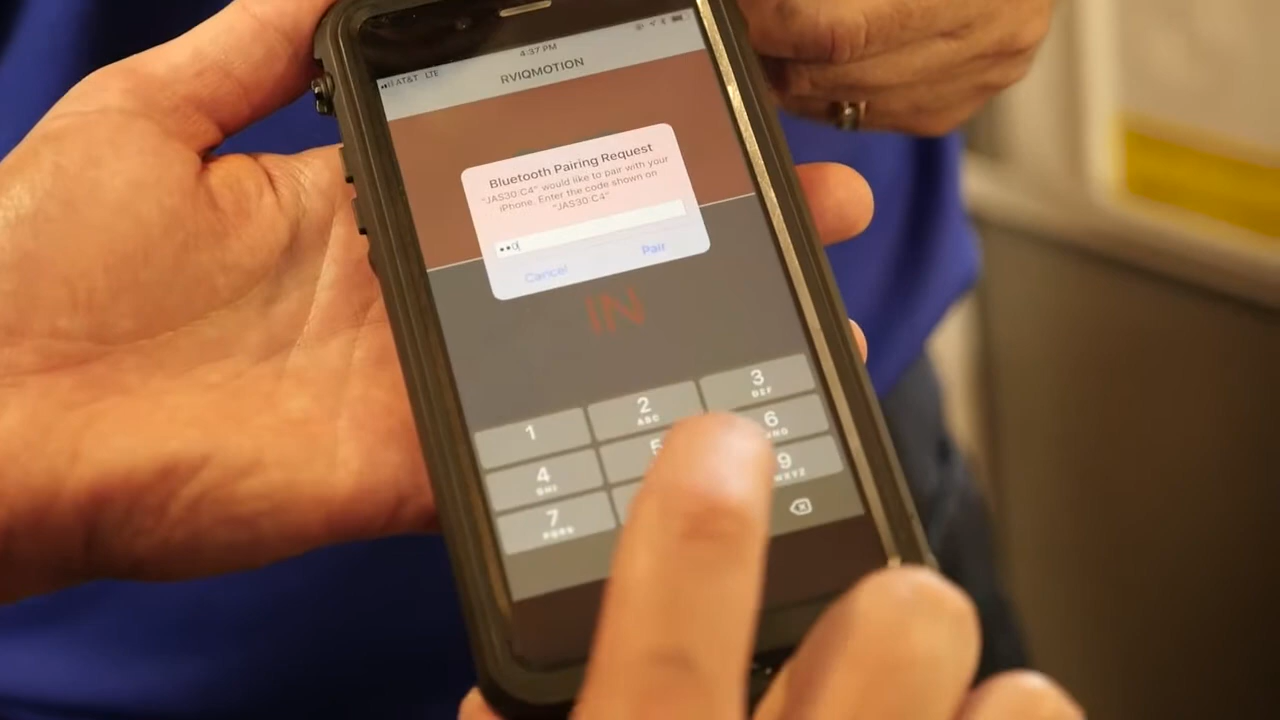 4:37 PM
AT&T LTE
RVIQMOTION
Bluetooth Pairing Request
"JAS30:C4" would like to pair with your
iPhone. Enter the code shown on
"JAS30:C4"
••0
Cancel
Pair
IN
1
2
ABC
3
DEF
4
GHI
5
6
MNO
7
PQRS
9
WXYZ